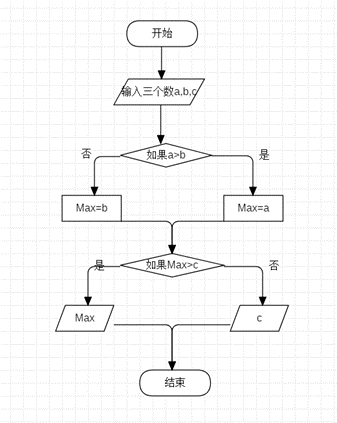 开始
输入三个数a,b,c
如果a>b
否
是
Max=b
Max=a
如果Max>c
是
否
Max
c
结束